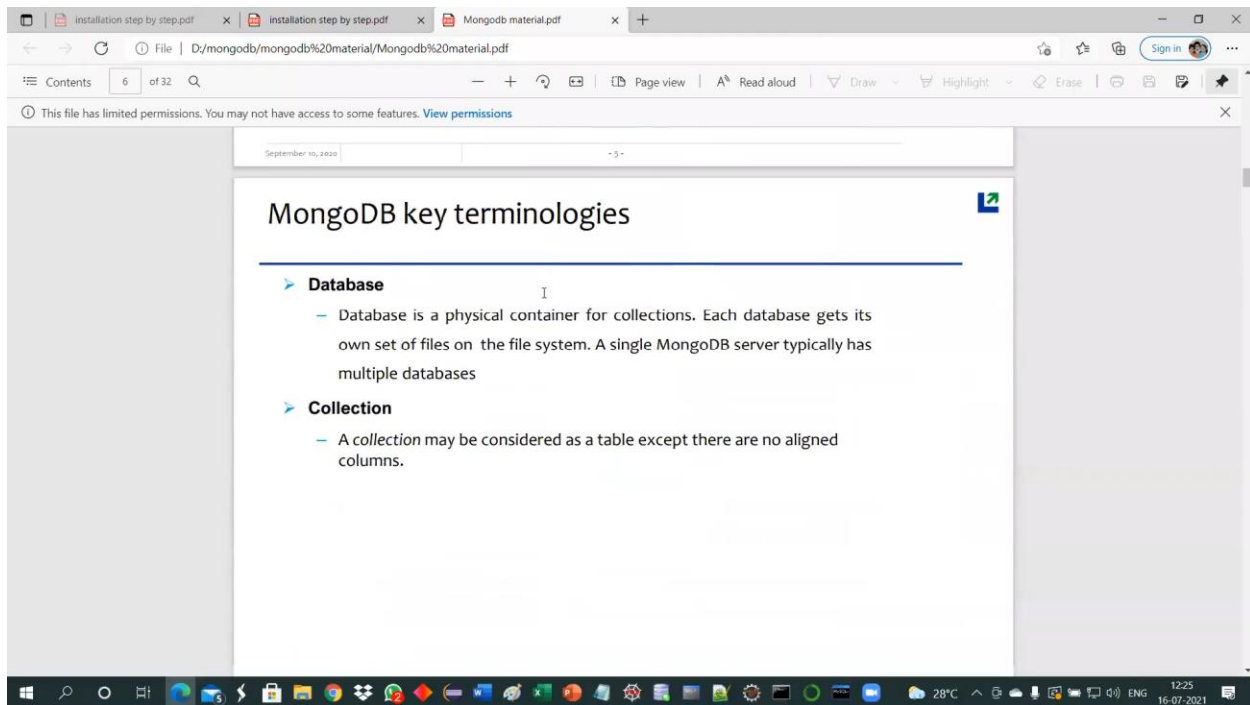 installation step by step.pdf
installation step by step.pdf
Mongodb material.pdf
File | D:/mongodb/mongodb%20material/Mongodb%20material.pdf
Sign in
Contents 6 of 32 Page view Read aloud Draw Highlight Erase
This file has limited permissions. You may not have access to some features. View permissions
September 10, 2020 - 5 -
MongoDB key terminologies
Database
– Database is a physical container for collections. Each database gets its
own set of files on the file system. A single MongoDB server typically has
multiple databases
Collection
– A collection may be considered as a table except there are no aligned
columns.
28°C ENG 12:25
16-07-2021